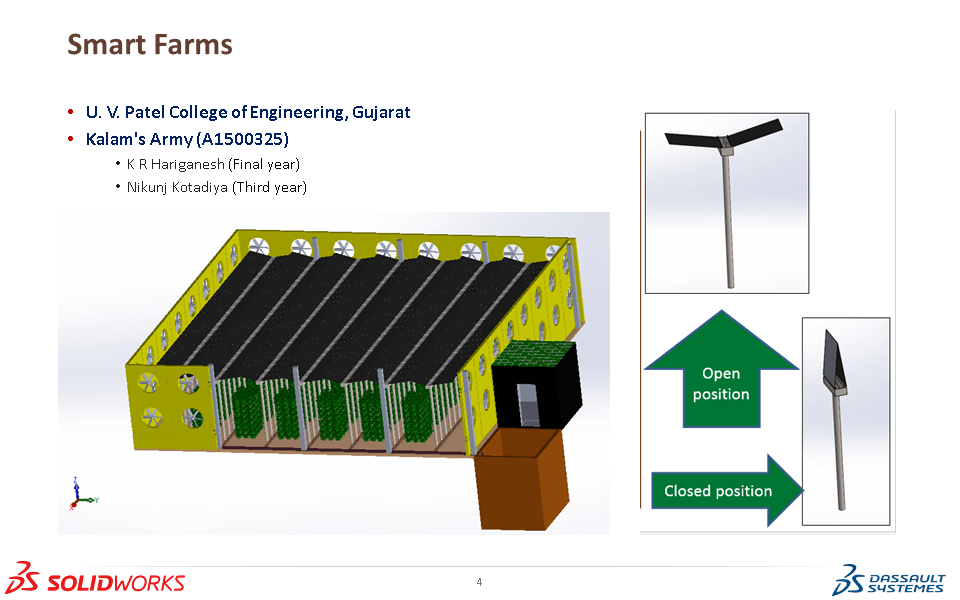 Smart Farms
U. V. Patel College of Engineering, Gujarat
Kalam's Army (A1500325)
K R Hariganesh (Final year)
Nikunj Kotadiya (Third year)
Open
position
Closed position
Z
Y
X
SOLIDWORKS
4
DASSAULT
SYSTEMES